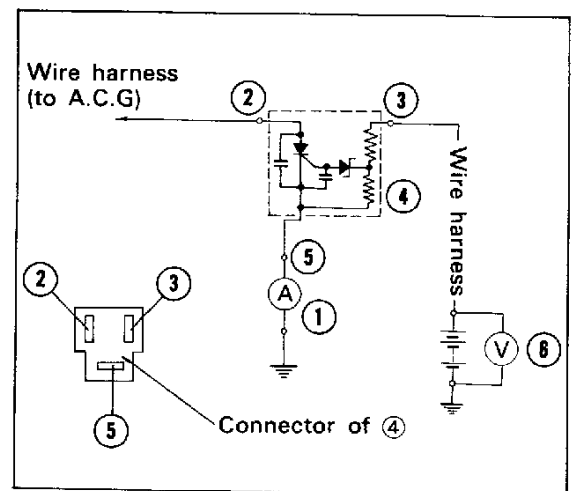 Wire harness
(to A.C.G)
2
3
4
Wire harness
5
A
1
V
6
2
3
5
Connector of ④